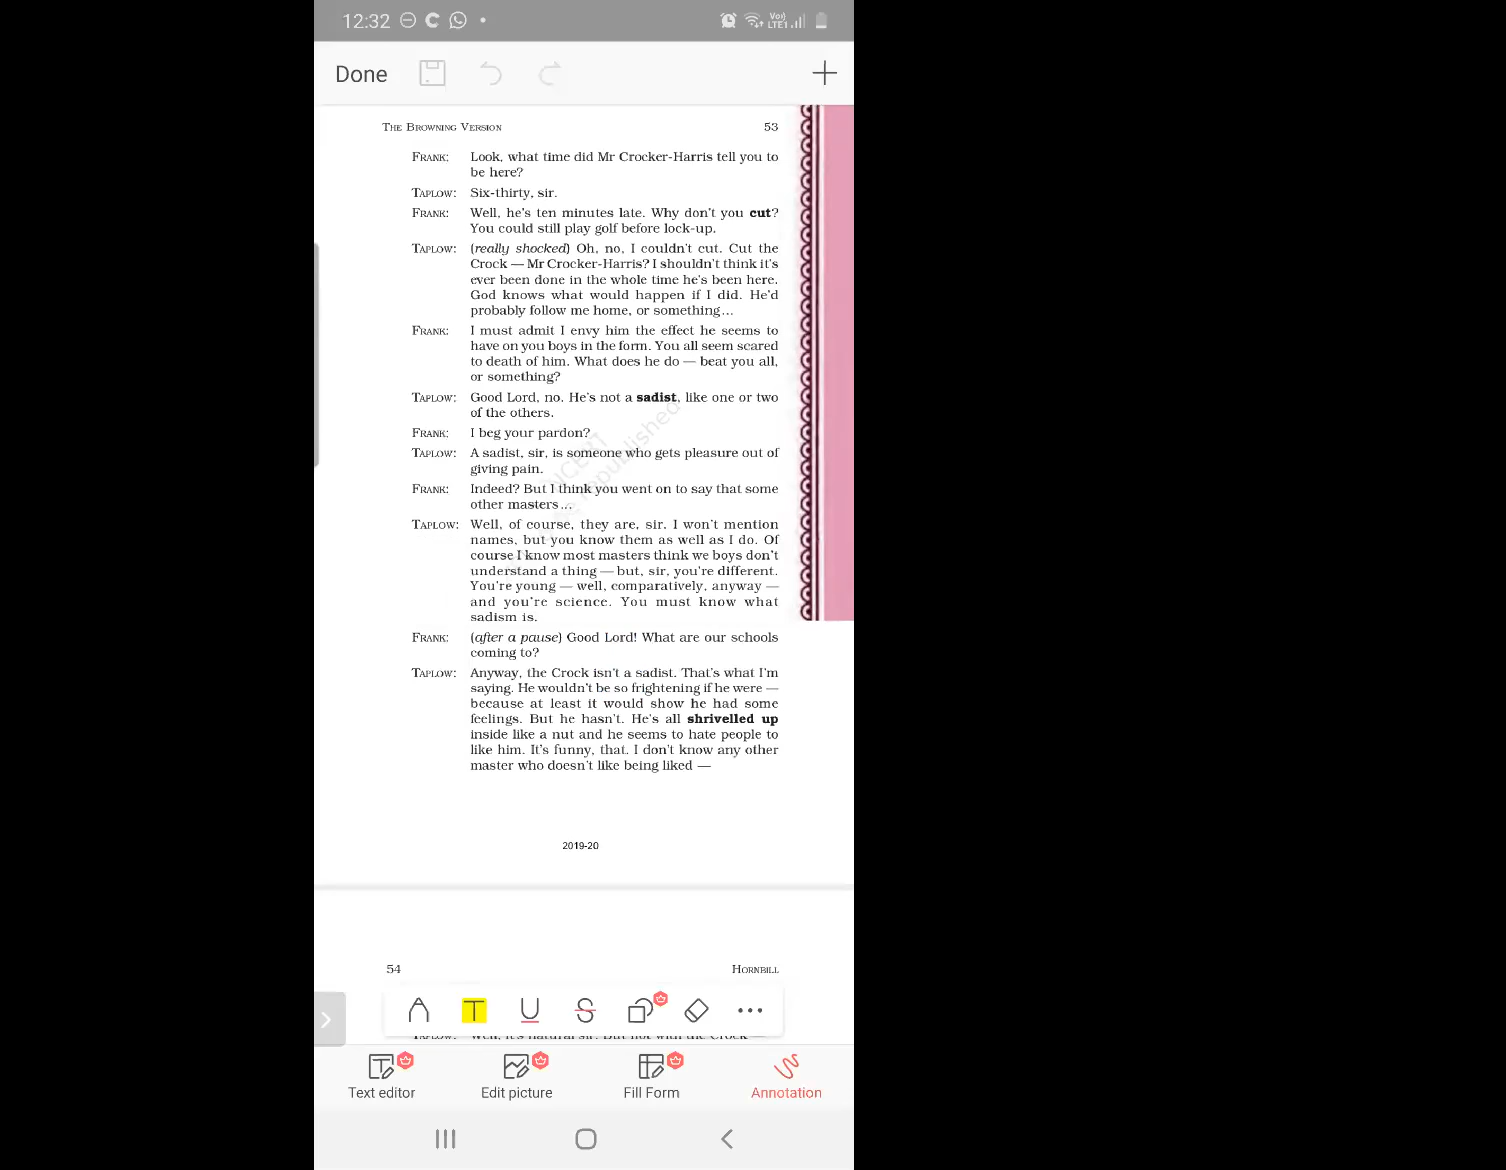 12:32
Vo) LTE1
Done
THE BROWNING VERSION 53
FRANK: Look, what time did Mr Crocker-Harris tell you to
be here?
TAPLOW: Six-thirty, sir.
FRANK: Well, he's ten minutes late. Why don't you cut?
You could still play golf before lock-up.
TAPLOW: (really shocked) Oh, no, I couldn't cut. Cut the
Crock — Mr Crocker-Harris? I shouldn't think it's
ever been done in the whole time he's been here.
God knows what would happen if I did. He'd
probably follow me home, or something...
FRANK: I must admit I envy him the effect he seems to
have on you boys in the form. You all seem scared
to death of him. What does he do — beat you all,
or something?
TAPLOW: Good Lord, no. He's not a sadist, like one or two
of the others.
FRANK: I beg your pardon?
TAPLOW: A sadist, sir, is someone who gets pleasure out of
giving pain.
FRANK: Indeed? But I think you went on to say that some
other masters...
TAPLOW: Well, of course, they are, sir. I won't mention
names, but you know them as well as I do. Of
course I know most masters think we boys don't
understand a thing — but, sir, you're different.
You're young — well, comparatively, anyway —
and you're science. You must know what
sadism is.
FRANK: (after a pause) Good Lord! What are our schools
coming to?
TAPLOW: Anyway, the Crock isn't a sadist. That's what I'm
saying. He wouldn't be so frightening if he were —
because at least it would show he had some
feelings. But he hasn't. He's all shrivelled up
inside like a nut and he seems to hate people to
like him. It's funny, that. I don't know any other
master who doesn't like being liked —
NCERT
be republished
2019-20
54 HORNBILL
TAPLOW: Well, it's natural sir. But not with the Crock —
Text editor Edit picture Fill Form Annotation